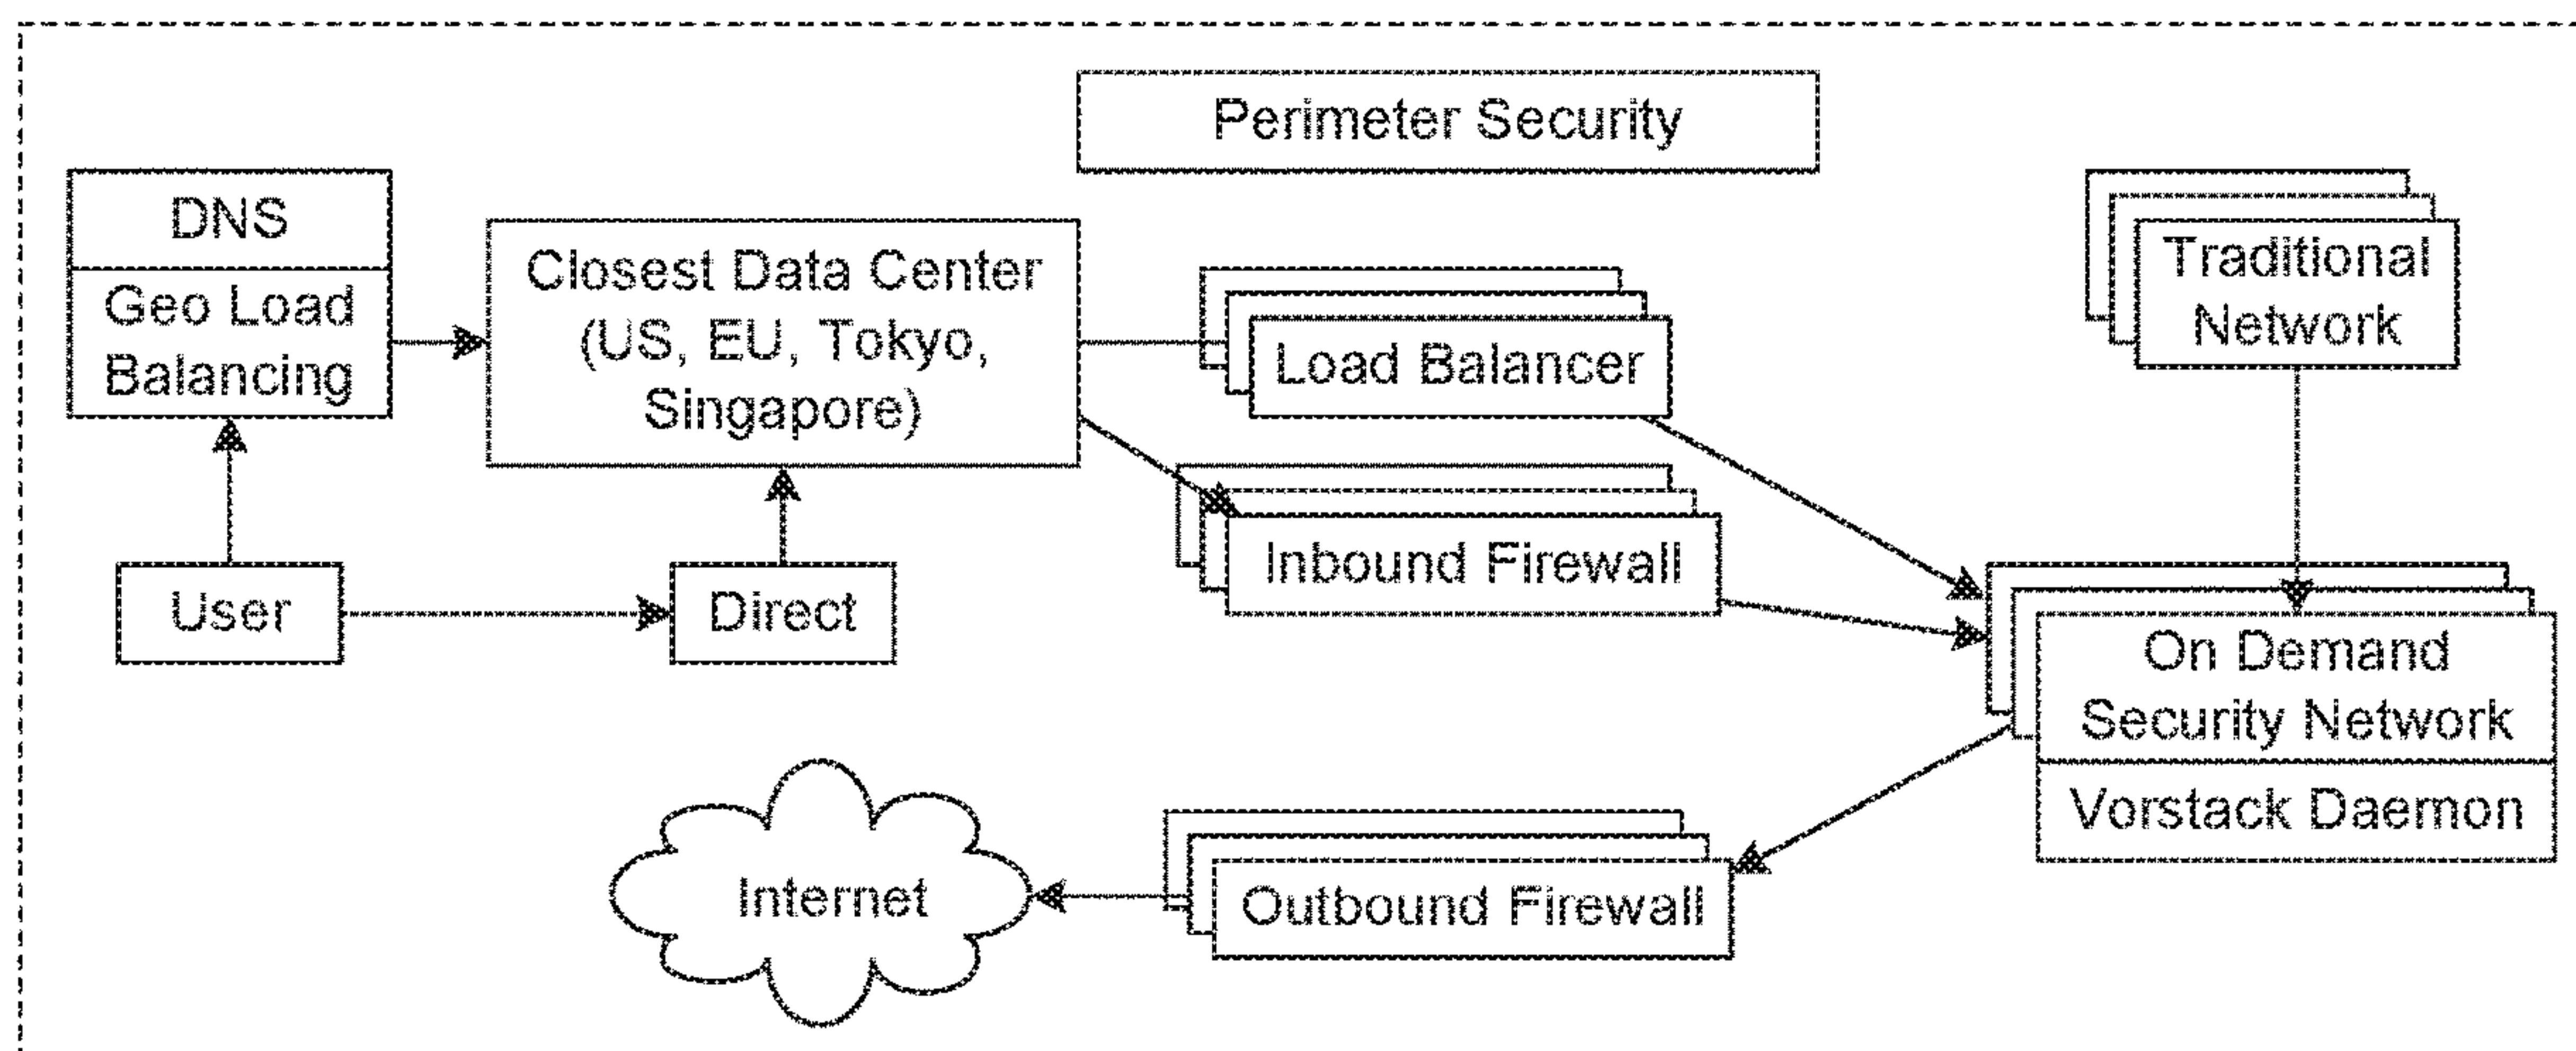 Perimeter Security
DNS
Geo Load
Balancing
Closest Data Center
(US, EU, Tokyo,
Singapore)
Load Balancer
Traditional
Network
User
Direct
Inbound Firewall
On Demand
Security Network
Vorstack Daemon
Internet
Outbound Firewall